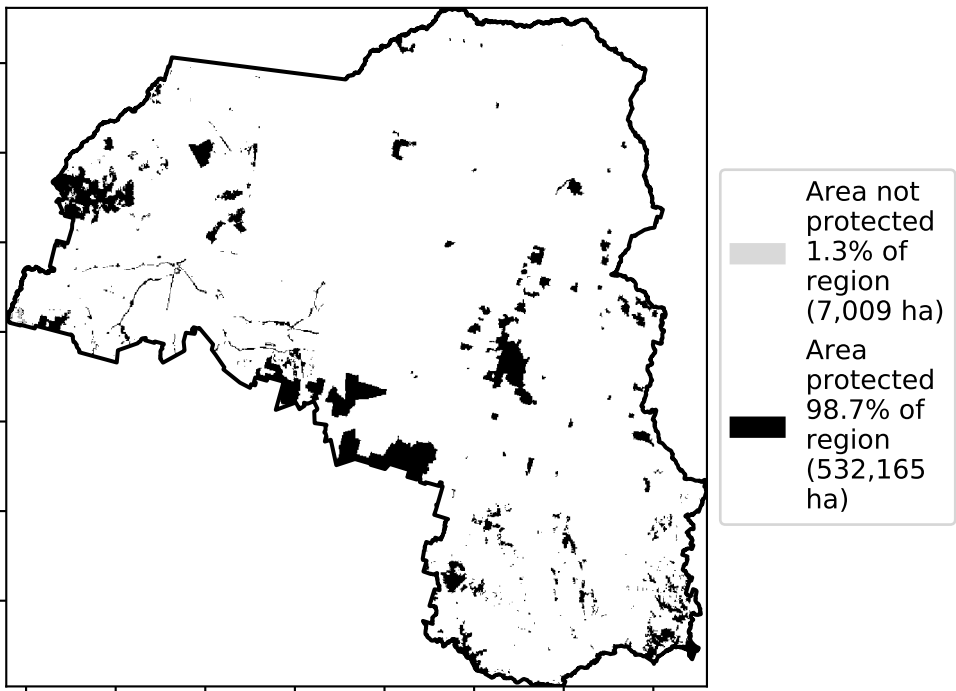 Area not
protected
1.3% of
region
(7,009 ha)
Area
protected
98.7% of
region
(532,165
ha)